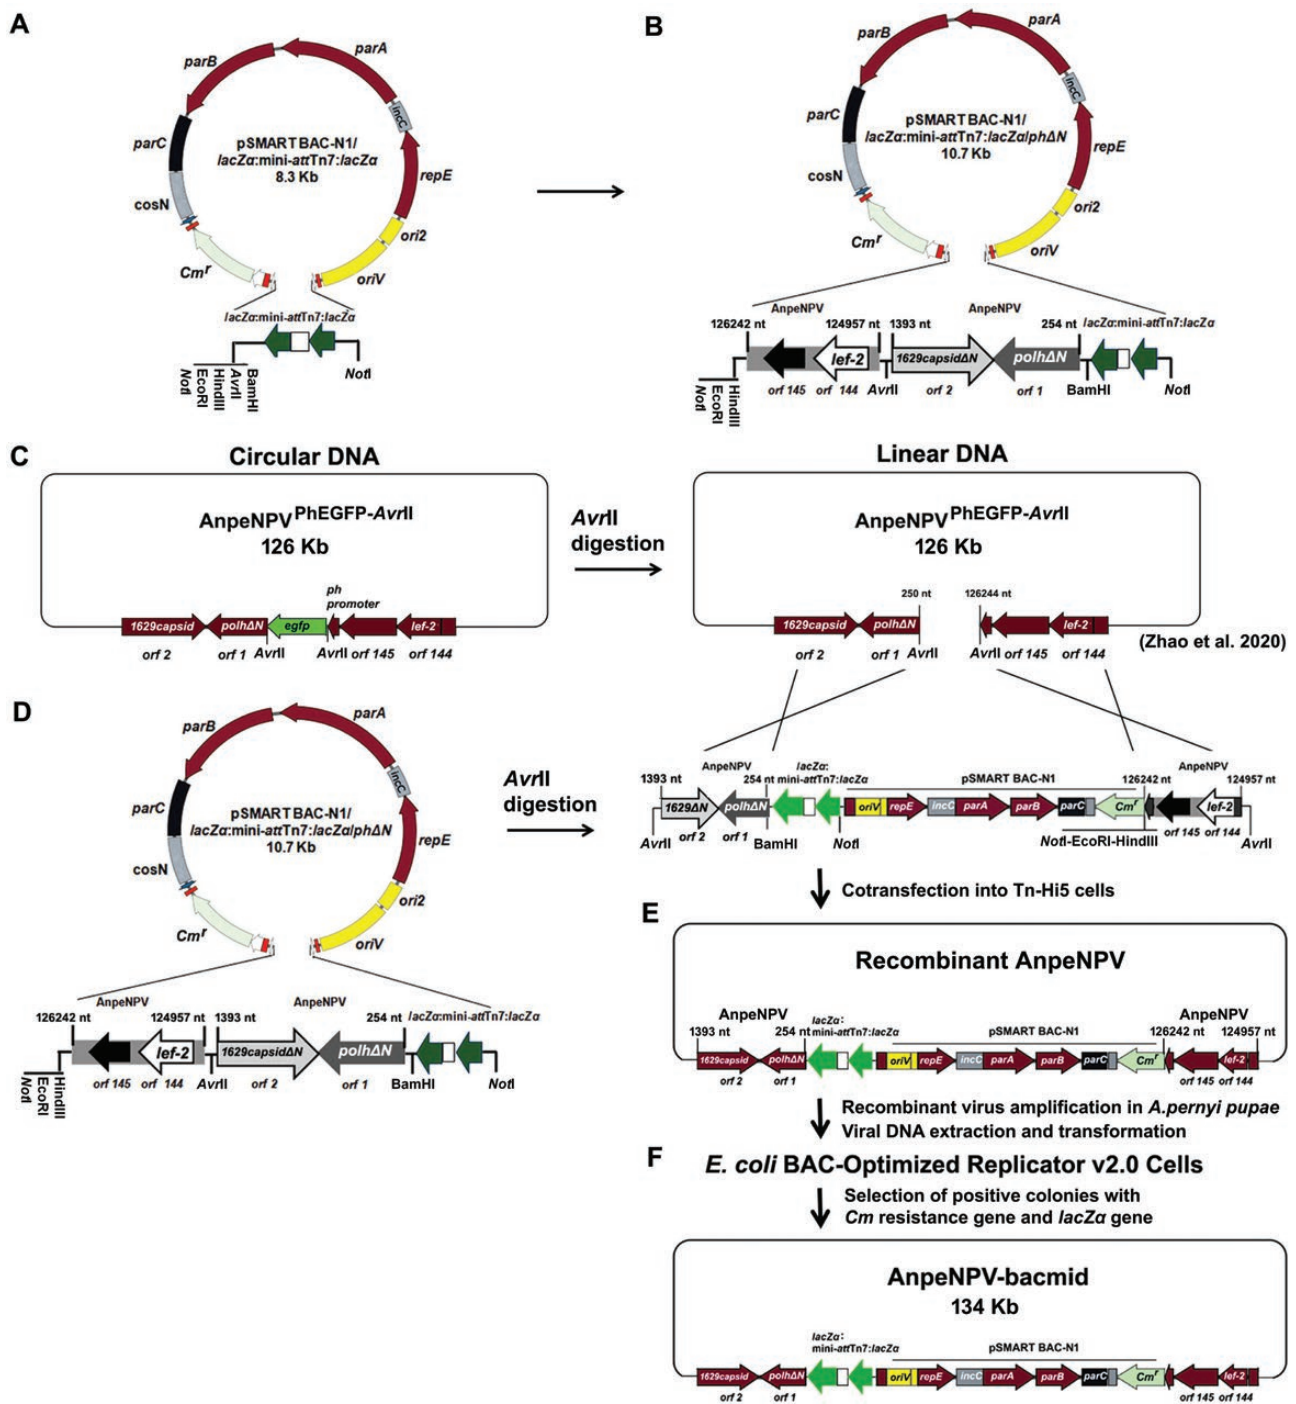 A
parA
parB
incC
parC
pSMART BAC-N1/
lacZα:mini-attTn7:lacZα
8.3 Kb
repE
cosN
ori2
Cmr
oriV
lacZα:mini-attTn7:lacZα
NotI
EcoRI
HindIII
AvrII
BamHI
NotI
B
parA
parB
incC
parC
pSMART BAC-N1/
lacZα:mini-attTn7:lacZα/phΔN
10.7 Kb
repE
cosN
ori2
Cmr
oriV
AnpeNPV
AnpeNPV
126242 nt
124957 nt
1393 nt
254 nt
lacZα:mini-attTn7:lacZα
lef-2
1629capsidΔN
polhΔN
NotI
EcoRI
HindIII
orf 145
orf 144
AvrII
orf 2
orf 1
BamHI
NotI
C
Circular DNA
AnpeNPVPhEGFP-AvrII
126 Kb
ph
promoter
1629capsid
polhΔN
egfp
lef-2
orf 2
orf 1
AvrII
AvrII
orf 145
orf 144
AvrII
digestion
Linear DNA
AnpeNPVPhEGFP-AvrII
126 Kb
250 nt
126244 nt
1629capsid
polhΔN
lef-2
orf 2
orf 1
AvrII
AvrII
orf 145
orf 144
(Zhao et al. 2020)
D
parA
parB
incC
parC
pSMART BAC-N1/
lacZα:mini-attTn7:lacZα/phΔN
10.7 Kb
repE
cosN
ori2
Cmr
oriV
AnpeNPV
AnpeNPV
126242 nt
124957 nt
1393 nt
254 nt
lacZα:mini-attTn7:lacZα
lef-2
1629capsidΔN
polhΔN
NotI
EcoRI
HindIII
orf 145
orf 144
AvrII
orf 2
orf 1
BamHI
NotI
AvrII
digestion
AnpeNPV
lacZα:
pSMART BAC-N1
AnpeNPV
1393 nt
254 nt
mini-attTn7:lacZα
126242 nt
124957 nt
1629ΔN
polhΔN
oriV
repE
incC
parA
parB
parC
Cmr
lef-2
orf 2
orf 1
orf 145
orf 144
AvrII
BamHI
NotI
NotI-EcoRI-HindIII
AvrII
Cotransfection into Tn-Hi5 cells
E
Recombinant AnpeNPV
AnpeNPV
lacZα:
pSMART BAC-N1
AnpeNPV
1393 nt
254 nt
mini-attTn7:lacZα
126242 nt
124957 nt
1629capsid
polhΔN
oriV
repE
incC
parA
parB
parC
Cmr
lef-2
orf 2
orf 1
orf 145
orf 144
Recombinant virus amplification in A.pernyi pupae
Viral DNA extraction and transformation
F
E. coli BAC-Optimized Replicator v2.0 Cells
Selection of positive colonies with
Cm resistance gene and lacZα gene
AnpeNPV-bacmid
134 Kb
lacZα:
mini-attTn7:lacZα
pSMART BAC-N1
1629capsid
polhΔN
oriV
repE
incC
parA
parB
parC
Cmr
lef-2
orf 2
orf 1
orf 145
orf 144